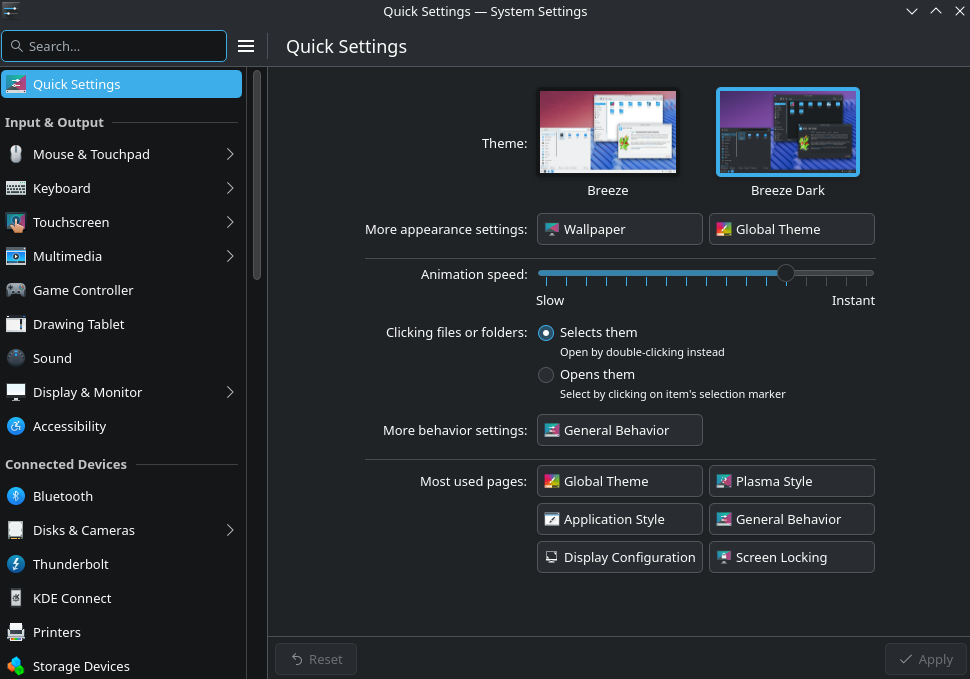 Quick Settings — System Settings
Search...
Quick Settings
Quick Settings
Input & Output
Mouse & Touchpad
Keyboard
Touchscreen
Multimedia
Game Controller
Drawing Tablet
Sound
Display & Monitor
Accessibility
Connected Devices
Bluetooth
Disks & Cameras
Thunderbolt
KDE Connect
Printers
Storage Devices
Theme:
Breeze
Breeze Dark
More appearance settings:
Wallpaper
Global Theme
Animation speed:
Slow
Instant
Clicking files or folders:
Selects them
Open by double-clicking instead
Opens them
Select by clicking on item's selection marker
More behavior settings:
General Behavior
Most used pages:
Global Theme
Plasma Style
Application Style
General Behavior
Display Configuration
Screen Locking
Reset
Apply